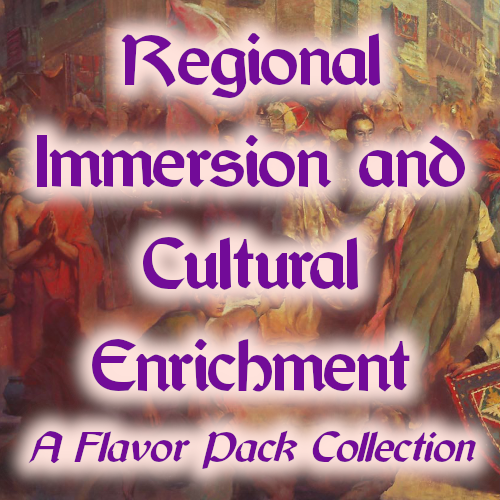 Regional
Immersion and
Cultural
Enrichment
A Flavor Pack Collection